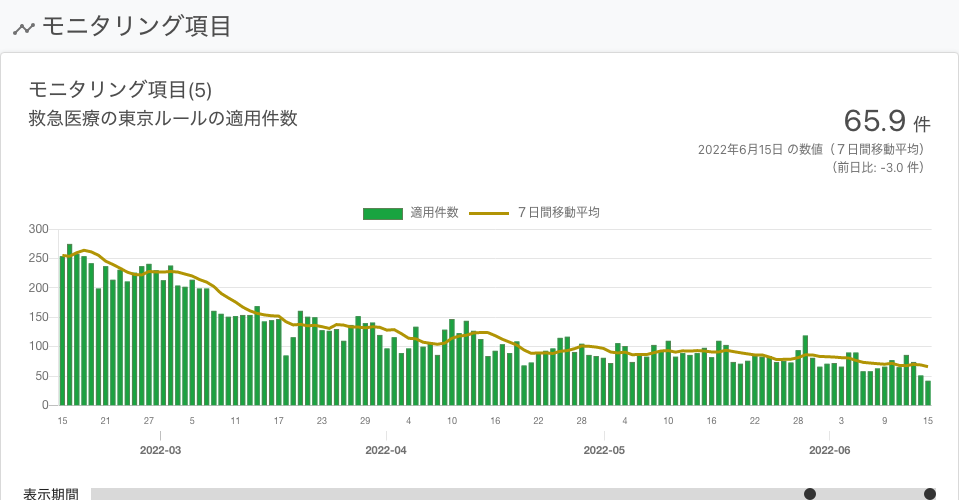 モニタリング項目
モニタリング項目(5)
救急医療の東京ルールの適用件数
65.9 件
2022年6月15日 の数値（７日間移動平均）
（前日比: -3.0 件）
適用件数 ７日間移動平均
300
250
200
150
100
50
0
15 21 27 5 11 17 23 29 4 10 16 22 28 4 10 16 22 28 3 9 15
2022-03 2022-04 2022-05 2022-06
表示期間